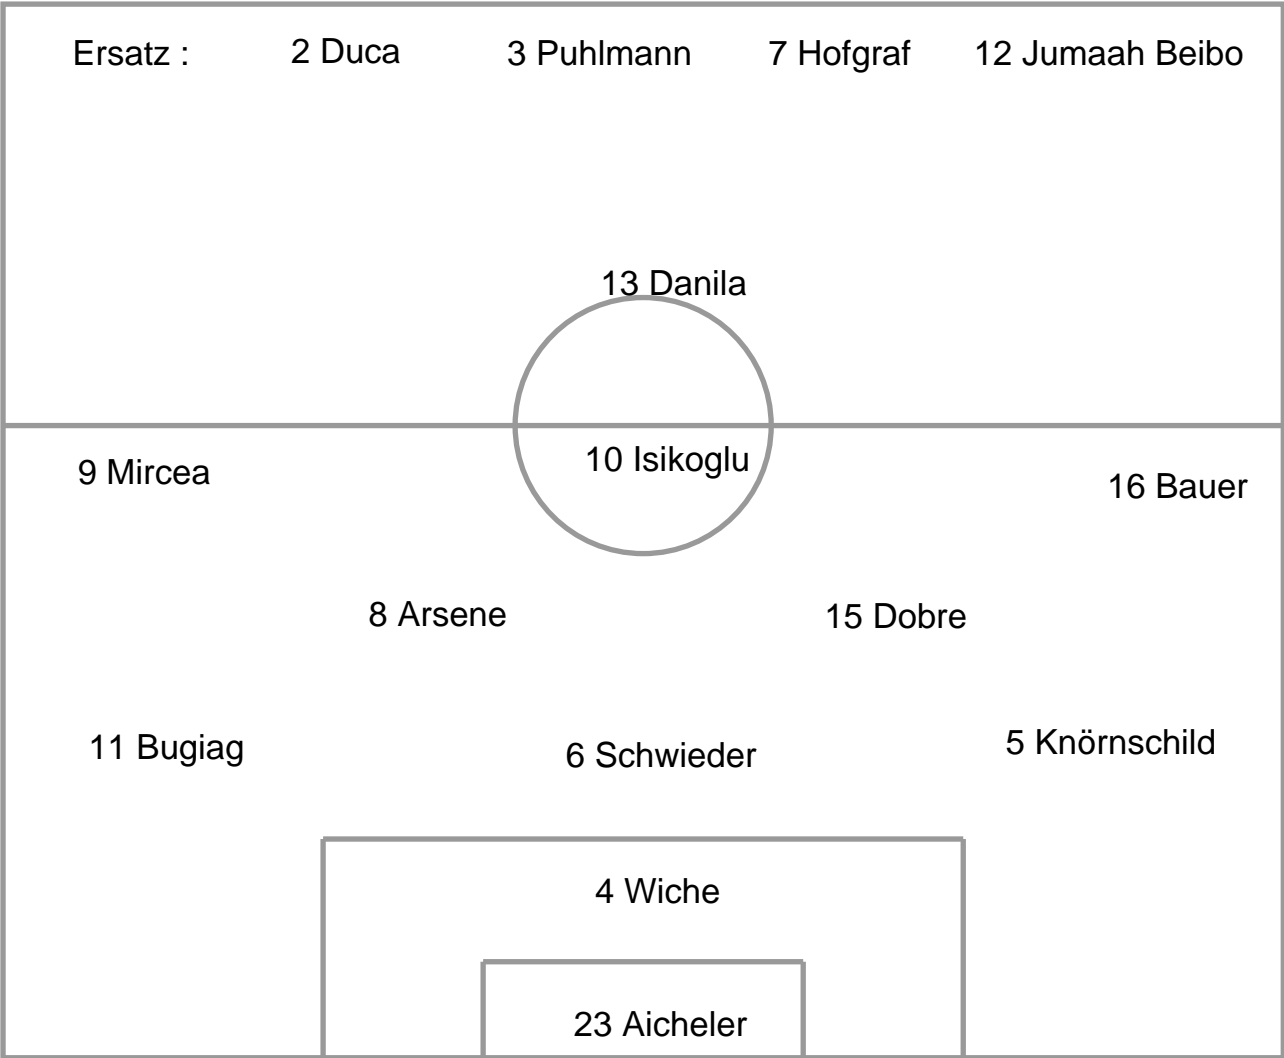 Ersatz : 2 Duca 3 Puhlmann 7 Hofgraf 12 Jumaah Beibo
13 Danila
10 Isikoglu
9 Mircea
16 Bauer
8 Arsene
15 Dobre
11 Bugiag
6 Schwieder
5 Knörnschild
4 Wiche
23 Aicheler